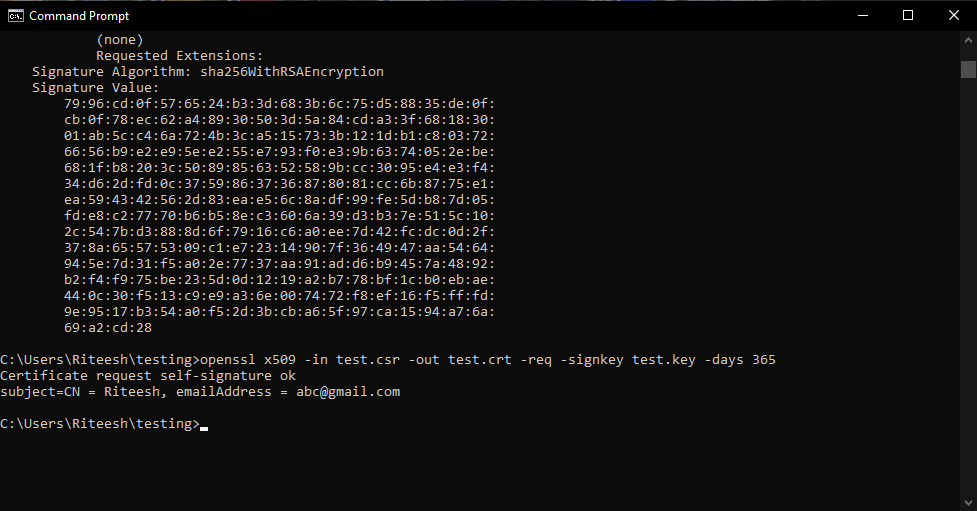 Command Prompt
(none)
Requested Extensions:
Signature Algorithm: sha256WithRSAEncryption
Signature Value:
79:96:cd:0f:57:65:24:b3:3d:68:3b:6c:75:d5:88:35:de:0f:
cb:0f:78:ec:62:a4:89:30:50:3d:5a:84:cd:a3:3f:68:18:30:
01:ab:5c:c4:6a:72:4b:3c:a5:15:73:3b:12:1d:b1:c8:03:72:
66:56:b9:e2:e9:5e:e2:55:e7:93:f0:e3:9b:63:74:05:2e:be:
68:1f:b8:20:3c:50:89:85:63:52:58:9b:cc:30:95:e4:e3:f4:
34:d6:2d:fd:0c:37:59:86:37:36:87:80:81:cc:6b:87:75:e1:
ea:59:43:42:56:2d:83:ea:e5:6c:8a:df:99:fe:5d:b8:7d:05:
fd:e8:c2:77:70:b6:b5:8e:c3:60:6a:39:d3:b3:7e:51:5c:10:
2c:54:7b:d3:88:8d:6f:79:16:c6:a0:ee:7d:42:fc:dc:0d:2f:
37:8a:65:57:53:09:c1:e7:23:14:90:7f:36:49:47:aa:54:64:
94:5e:7d:31:f5:a0:2e:77:37:aa:91:ad:d6:b9:45:7a:48:92:
b2:f4:f9:75:be:23:5d:0d:12:19:a2:b7:78:bf:1c:b0:eb:ae:
44:0c:30:f5:13:c9:e9:a3:6e:00:74:72:f8:ef:16:f5:ff:fd:
9e:95:17:b3:54:a0:f5:2d:3b:cb:a6:5f:97:ca:15:94:a7:6a:
69:a2:cd:28
C:\Users\Riteesh\testing>openssl x509 -in test.csr -out test.crt -req -signkey test.key -days 365
Certificate request self-signature ok
subject=CN = Riteesh, emailAddress = abc@gmail.com
C:\Users\Riteesh\testing>